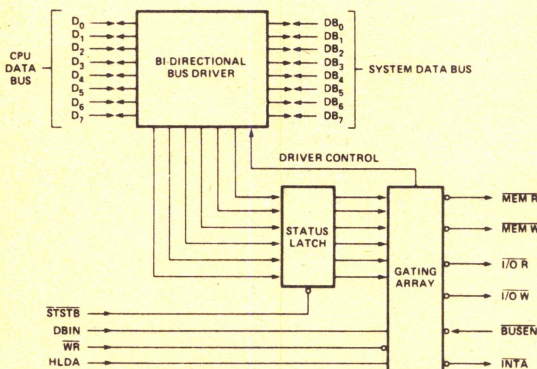 CPU
DATA
BUS
D0
D1
D2
D3
D4
D5
D6
D7
BI-DIRECTIONAL
BUS DRIVER
DB0
DB1
DB2
DB3
DB4
DB5
DB6
DB7
SYSTEM DATA BUS
DRIVER CONTROL
STATUS
LATCH
GATING
ARRAY
MEM R
MEM W
I/O R
I/O W
BUSEN
INTA
STSTB
DBIN
WR
HLDA